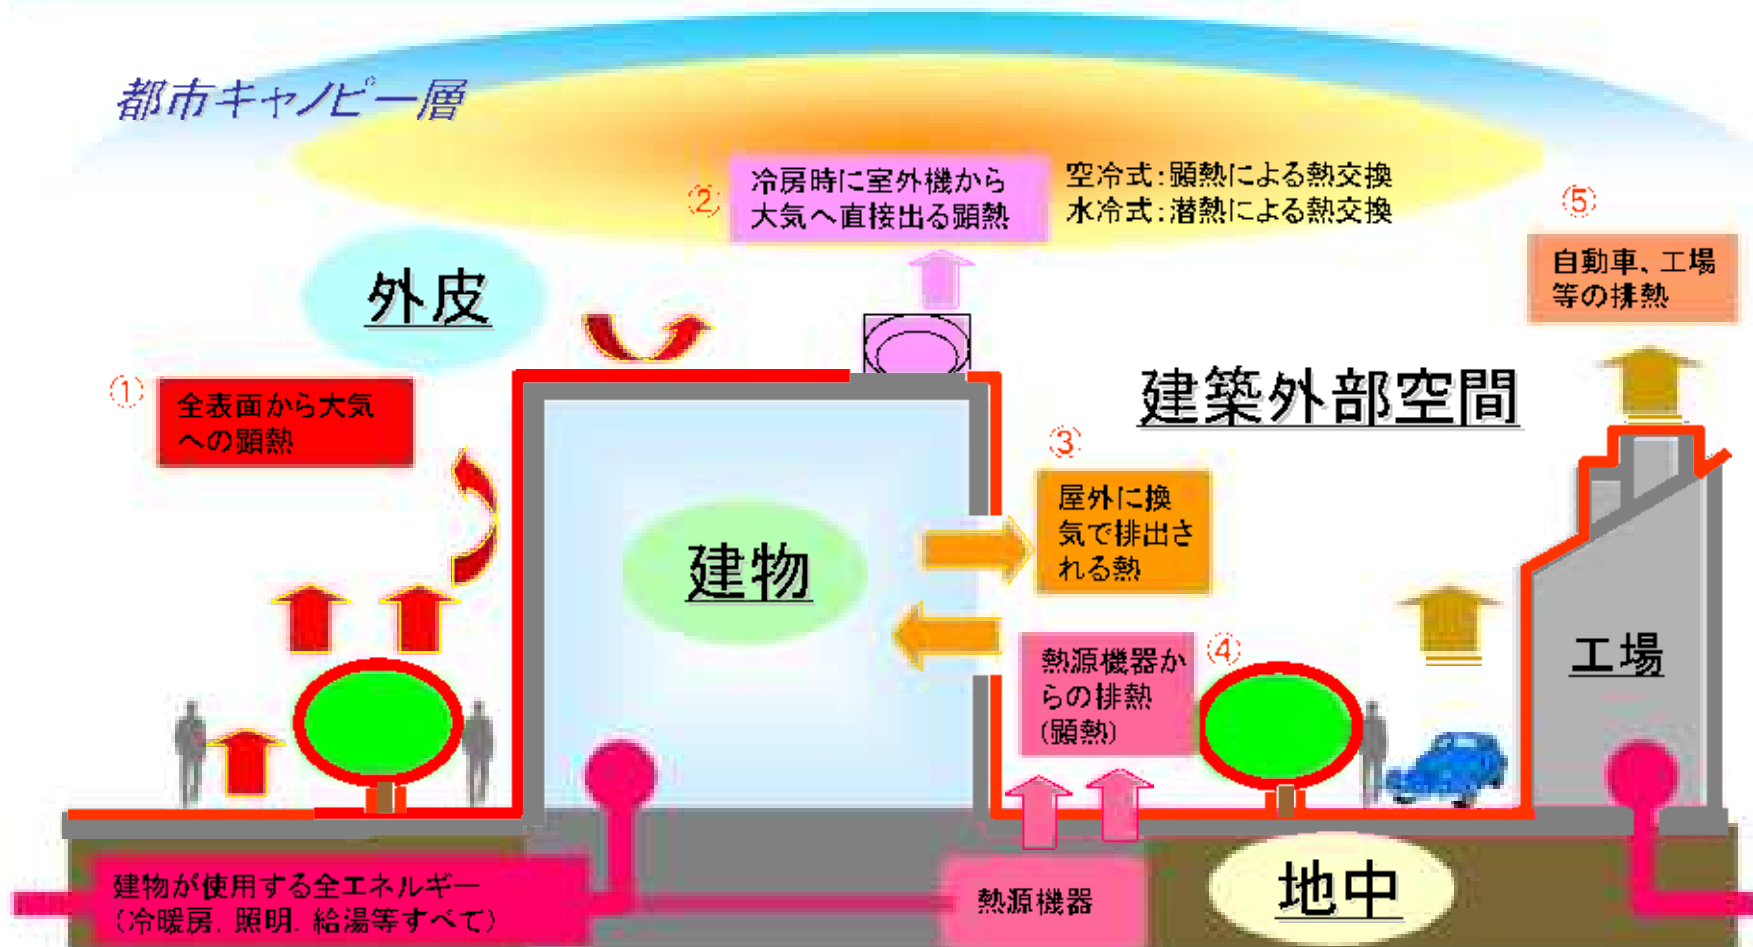 都市キャノピー層
②
冷房時に室外機から
大気へ直接出る顕熱
空冷式:顕熱による熱交換
水冷式:潜熱による熱交換
⑤
自動車、工場
等の排熱
外皮
①
全表面から大気
への顕熱
建築外部空間
③
屋外に換
気で排出さ
れる熱
建物
④
熱源機器か
らの排熱
(顕熱)
工場
建物が使用する全エネルギー
(冷暖房、照明、給湯等すべて)
熱源機器
地中